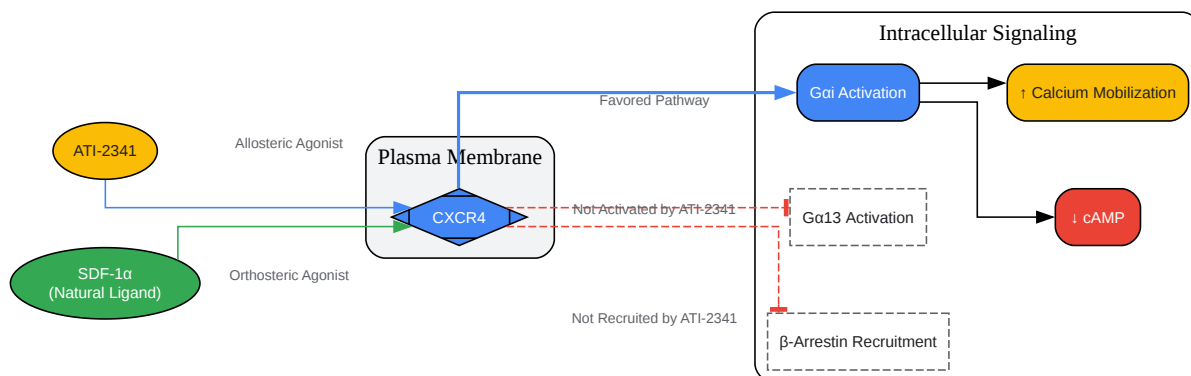 Intracellular Signaling
Gαi Activation
↑ Calcium Mobilization
Favored Pathway
Allosteric Agonist
ATI-2341
Plasma Membrane
CXCR4
Not Activated by ATI-2341
Gα13 Activation
↓ cAMP
SDF-1α
(Natural Ligand)
Orthosteric Agonist
Not Recruited by ATI-2341
β-Arrestin Recruitment